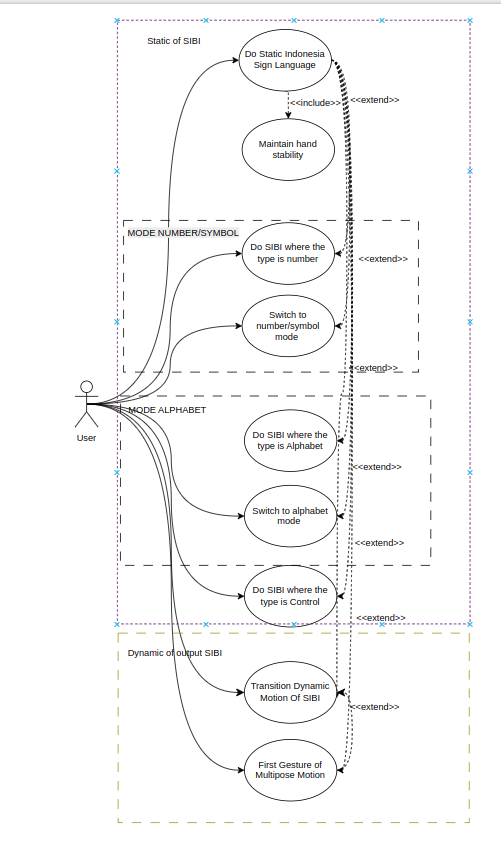 Static of SIBI
Do Static Indonesia
Sign Language
<<include>>
<<extend>>
Maintain hand
stability
MODE NUMBER/SYMBOL
Do SIBI where the
type is number
<<extend>>
Switch to
number/symbol
mode
<<extend>>
User
MODE ALPHABET
Do SIBI where the
type is Alphabet
<<extend>>
Switch to alphabet
mode
<<extend>>
Do SIBI where the
type is Control
<<extend>>
Dynamic of output SIBI
Transition Dynamic
Motion Of SIBI
<<extend>>
First Gesture of
Multipose Motion